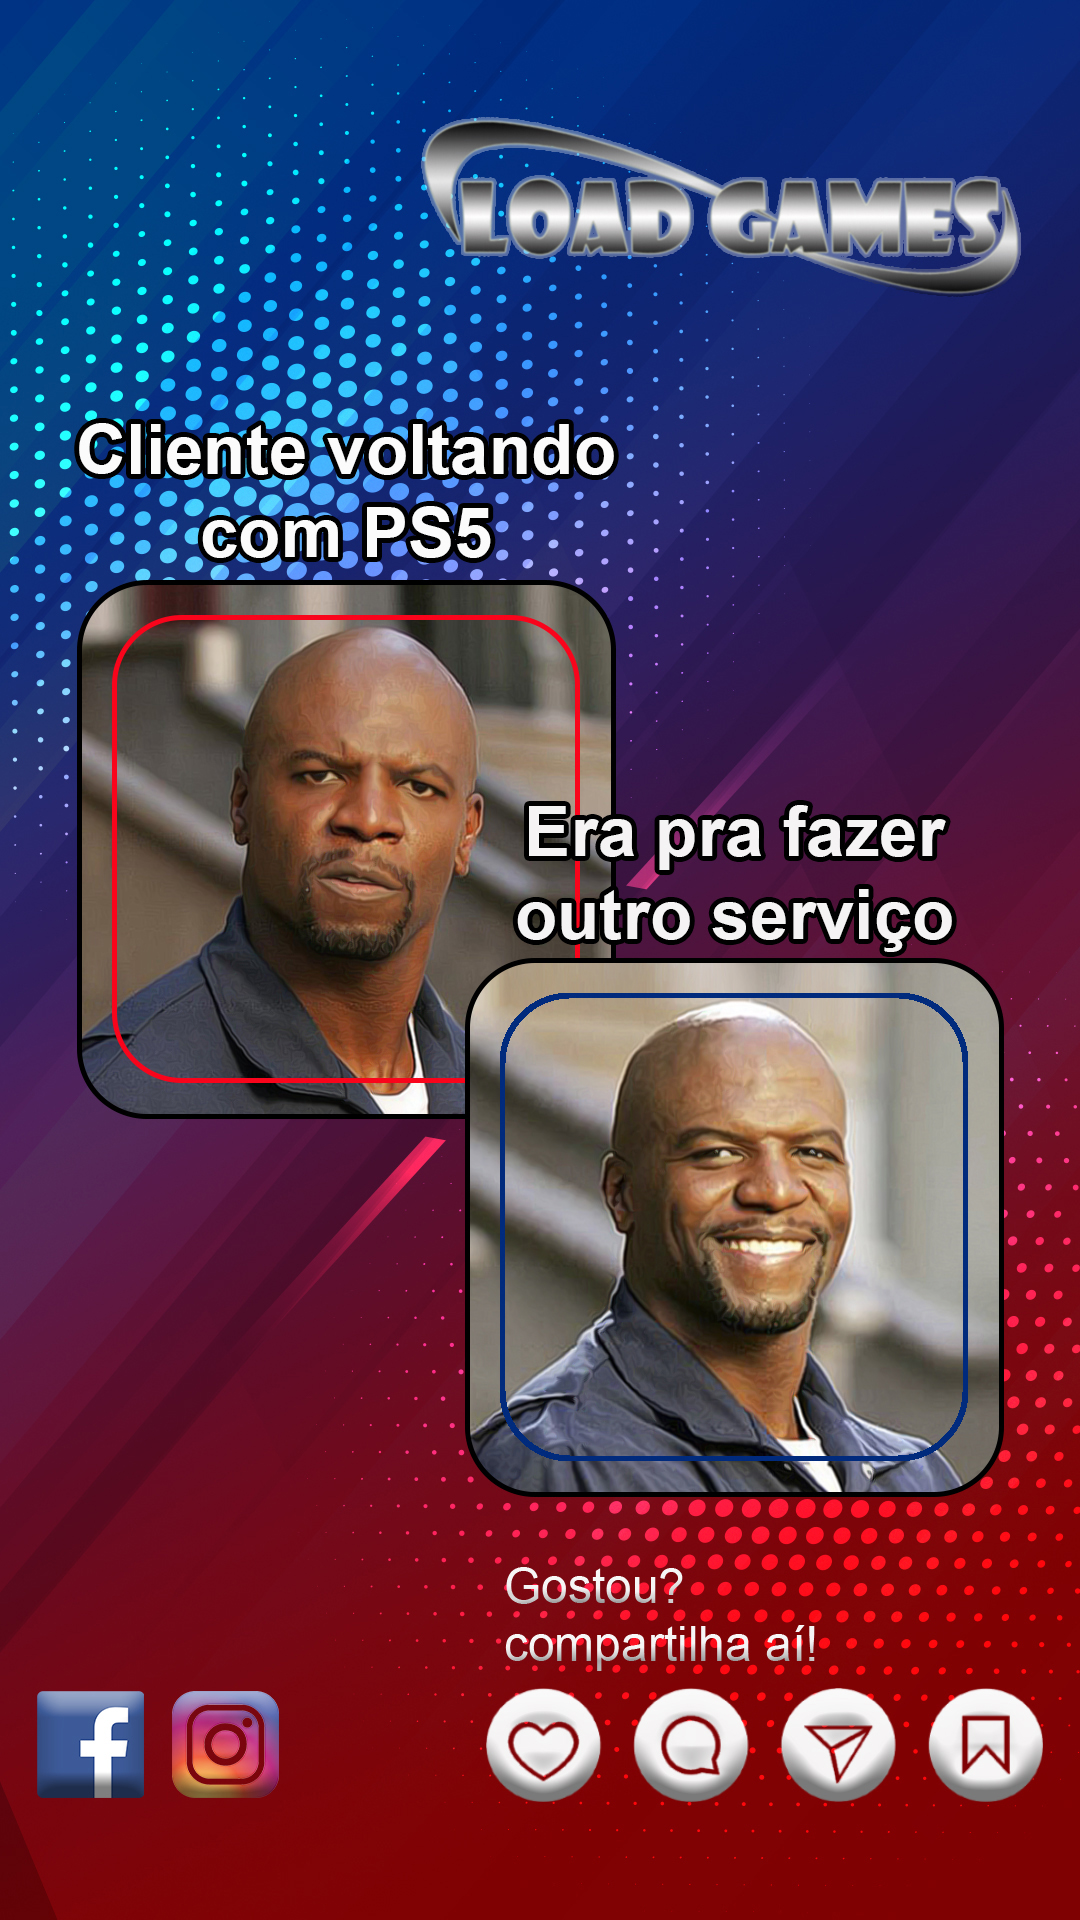 LOAD GAMES
Cliente voltando
com PS5
Era pra fazer
outro serviço
Gostou?
compartilha aí!